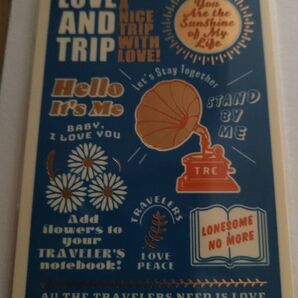 LOVE
AND
TRIP
A
NICE
TRIP
WITH
LOVE!
You
Are the
Sunshine
of My
Life
Let's Stay Together
Hello
It's Me
STAND
BY
ME
BABY,
I LOVE YOU
TRC
Add
flowers to
your
TRAVELER'S
notebook!
TRAVELERS
LOVE
PEACE
LONESOME
NO MORE
ALL THE TRAVELERS NEED IS LOVE